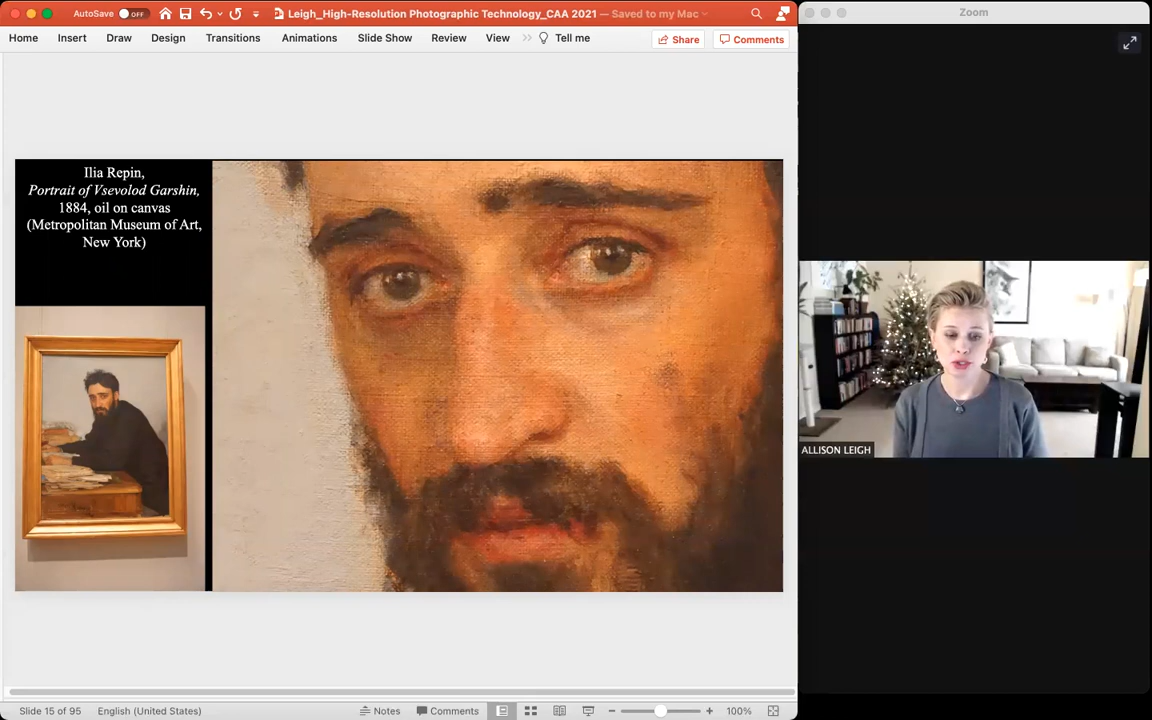 AutoSave OFF
Leigh_High-Resolution Photographic Technology_CAA 2021 — Saved to my Mac
Home Insert Draw Design Transitions Animations Slide Show Review View Tell me Share Comments
Ilia Repin,
Portrait of Vsevolod Garshin,
1884, oil on canvas
(Metropolitan Museum of Art,
New York)
Slide 15 of 95 English (United States) Notes Comments 100%
Zoom
ALLISON LEIGH